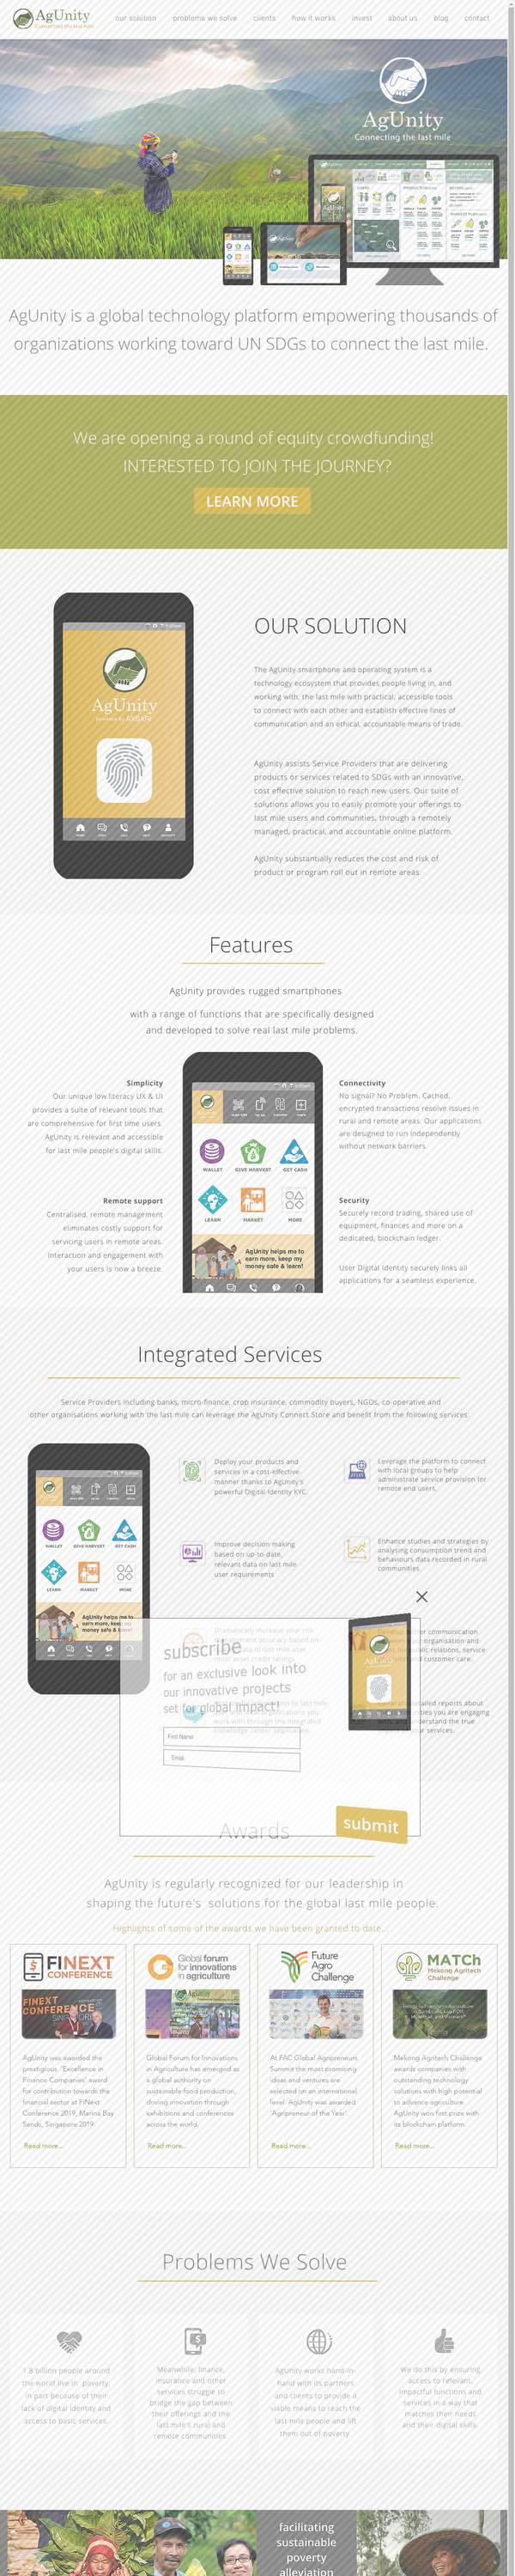 AgUnity
Connecting the last mile
our solution
problems we solve
clients
how it works
invest
about us
blog
contact
AgUnity
Connecting the last mile
AgUnity is a global technology platform empowering thousands of
organizations working toward UN SDGs to connect the last mile.
We are opening a round of equity crowdfunding!
INTERESTED TO JOIN THE JOURNEY?
LEARN MORE
AgUnity
OUR SOLUTION
The AgUnity smartphone and operating system is a
technology ecosystem that provides people living in, and
working with, the last mile with practical, accessible tools
to connect with each other and establish effective lines of
communication and an ethical, accountable means of trade.
AgUnity assists Service Providers that are delivering
products or services related to SDGs with an innovative,
cost effective solution to reach new users. Our suite of
solutions allows you to easily promote your offerings to
last mile users and communities, through a remotely
managed, practical, and accountable online platform.
AgUnity substantially reduces the cost and risk of
product or program roll out in remote areas.
Features
AgUnity provides rugged smartphones
with a range of functions that are specifically designed
and developed to solve real last mile problems.
Simplicity
Our unique low literacy UX & UI
provides a suite of relevant tools that
are comprehensive for first time users.
AgUnity is relevant and accessible
for last mile people's digital skills.
Remote support
Centralised, remote management
eliminates costly support for
servicing users in remote areas.
Interaction and engagement with
your users is now a breeze.
WALLET
GIVE HARVEST
GET CASH
LEARN
MARKET
MORE
AgUnity helps me to
earn more, keep my
money safe & learn!
Connectivity
No signal? No Problem. Cached,
encrypted transactions resolve issues in
rural and remote areas. Our applications
are designed to run independently
without network barriers.
Security
Securely record trading, shared use of
equipment, finances and more on a
dedicated, blockchain ledger.
User Digital Identity securely links all
applications for a seamless experience.
Integrated Services
Service Providers including banks, micro-finance, crop insurance, commodity buyers, NGOs, co-operative and
other organisations working with the last mile can leverage the AgUnity Connect Store and benefit from the following services:
WALLET
GIVE HARVEST
GET CASH
LEARN
MARKET
MORE
AgUnity helps me to
earn more, keep my
money safe & learn!
Deploy your products and
services in a cost-effective
manner thanks to AgUnity's
powerful Digital Identity KYC.
Leverage the platform to connect
with local groups to help
administrate service provision for
remote end users.
Improve decision making
based on up-to-date,
relevant data on last mile
user requirements
Enhance studies and strategies by
analysing consumption trend and
behaviours data recorded in rural
communities.
communication
organisation and
relations, service
customer care.
reports about
you are engaging
the true
services.
subscribe
for an exclusive look into
our innovative projects
set for global impact!
First Name
Email
submit
Awards
AgUnity is regularly recognized for our leadership in
shaping the future's solutions for the global last mile people.
Highlights of some of the awards we have been granted to date...
FINEXT
CONFERENCE
AgUnity was awarded the
prestigious, 'Excellence in
Finance Companies' award
for contribution towards the
financial sector at FiNext
Conference 2019, Marina Bay
Sands, Singapore 2019.
Read more...
Global forum
for innovations
in agriculture
Global Forum for Innovations
in Agriculture has emerged as
a global authority on
sustainable food production,
driving innovation through
exhibitions and conferences
across the world.
Read more...
Future
Agro
Challenge
At FAC Global Agripreneurs
Summit the most promising
ideas and ventures are
selected on an international
level. AgUnity was awarded
'Agripreneur of the Year'.
Read more...
MATCh
Mekong Agritech
Challenge
Mekong Agritech Challenge
awards companies with
outstanding technology
solutions with high potential
to advance agriculture.
AgUnity won first prize with
its blockchain platform.
Read more...
Problems We Solve
1.8 billion people around
the world live in poverty,
in part because of their
lack of digital identity and
access to basic services.
Meanwhile, finance,
insurance and other
services struggle to
bridge the gap between
their offerings and the
last mile's rural and
remote communities.
AgUnity works hand-in-
hand with its partners
and clients to provide a
viable means to reach the
last mile people and lift
them out of poverty.
We do this by ensuring
access to relevant,
impactful functions and
services in a way that
matches their needs
and their digital skills.
facilitating
sustainable
poverty
alleviation